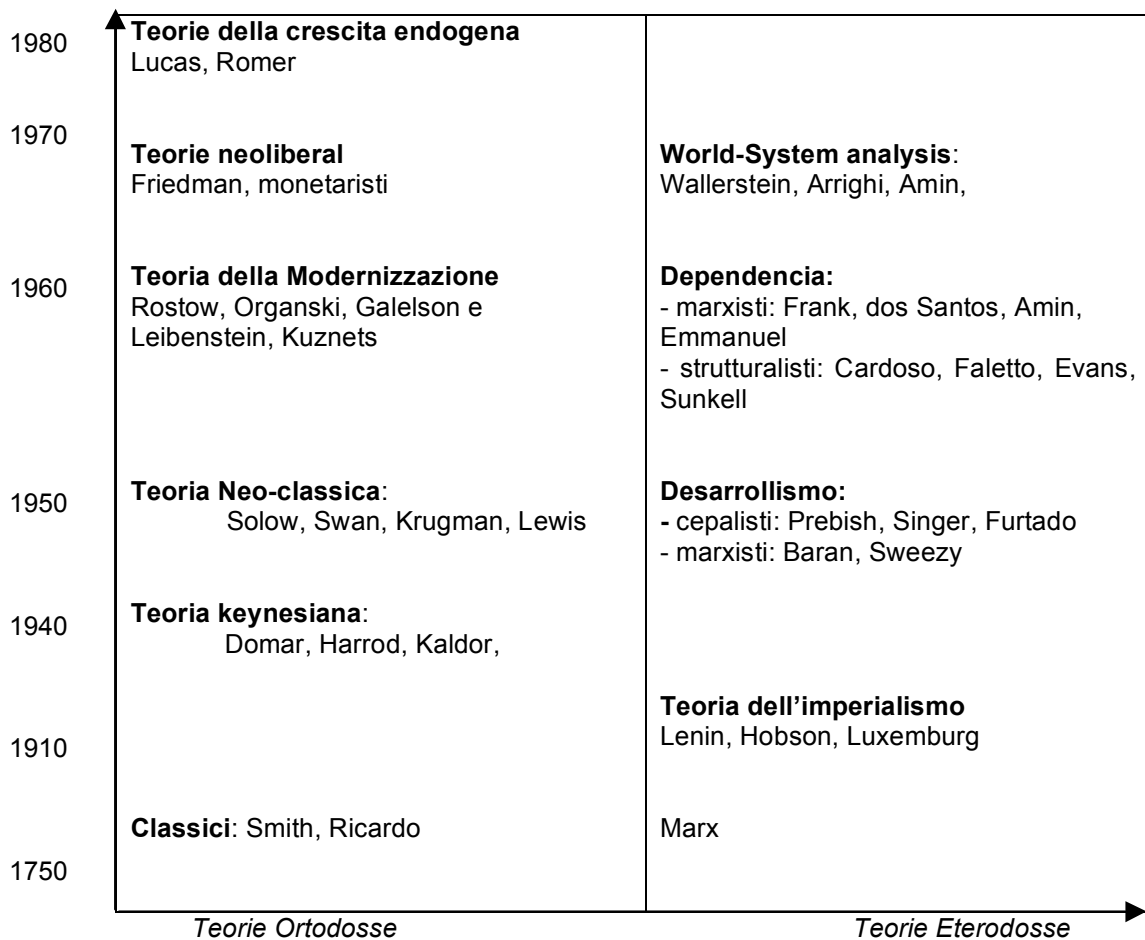 1980
Teorie della crescita endogena
Lucas, Romer
1970
Teorie neoliberal
Friedman, monetaristi
World-System analysis:
Wallerstein, Arrighi, Amin,
1960
Teoria della Modernizzazione
Rostow, Organski, Galelson e
Leibenstein, Kuznets
Dependencia:
- marxisti: Frank, dos Santos, Amin,
Emmanuel
- strutturalisti: Cardoso, Faletto, Evans,
Sunkell
1950
Teoria Neo-classica:
Solow, Swan, Krugman, Lewis
Desarrollismo:
- cepalisti: Prebish, Singer, Furtado
- marxisti: Baran, Sweezy
1940
Teoria keynesiana:
Domar, Harrod, Kaldor,
Teoria dell’imperialismo
Lenin, Hobson, Luxemburg
1910
Classici: Smith, Ricardo
Marx
1750
Teorie Ortodosse
Teorie Eterodosse